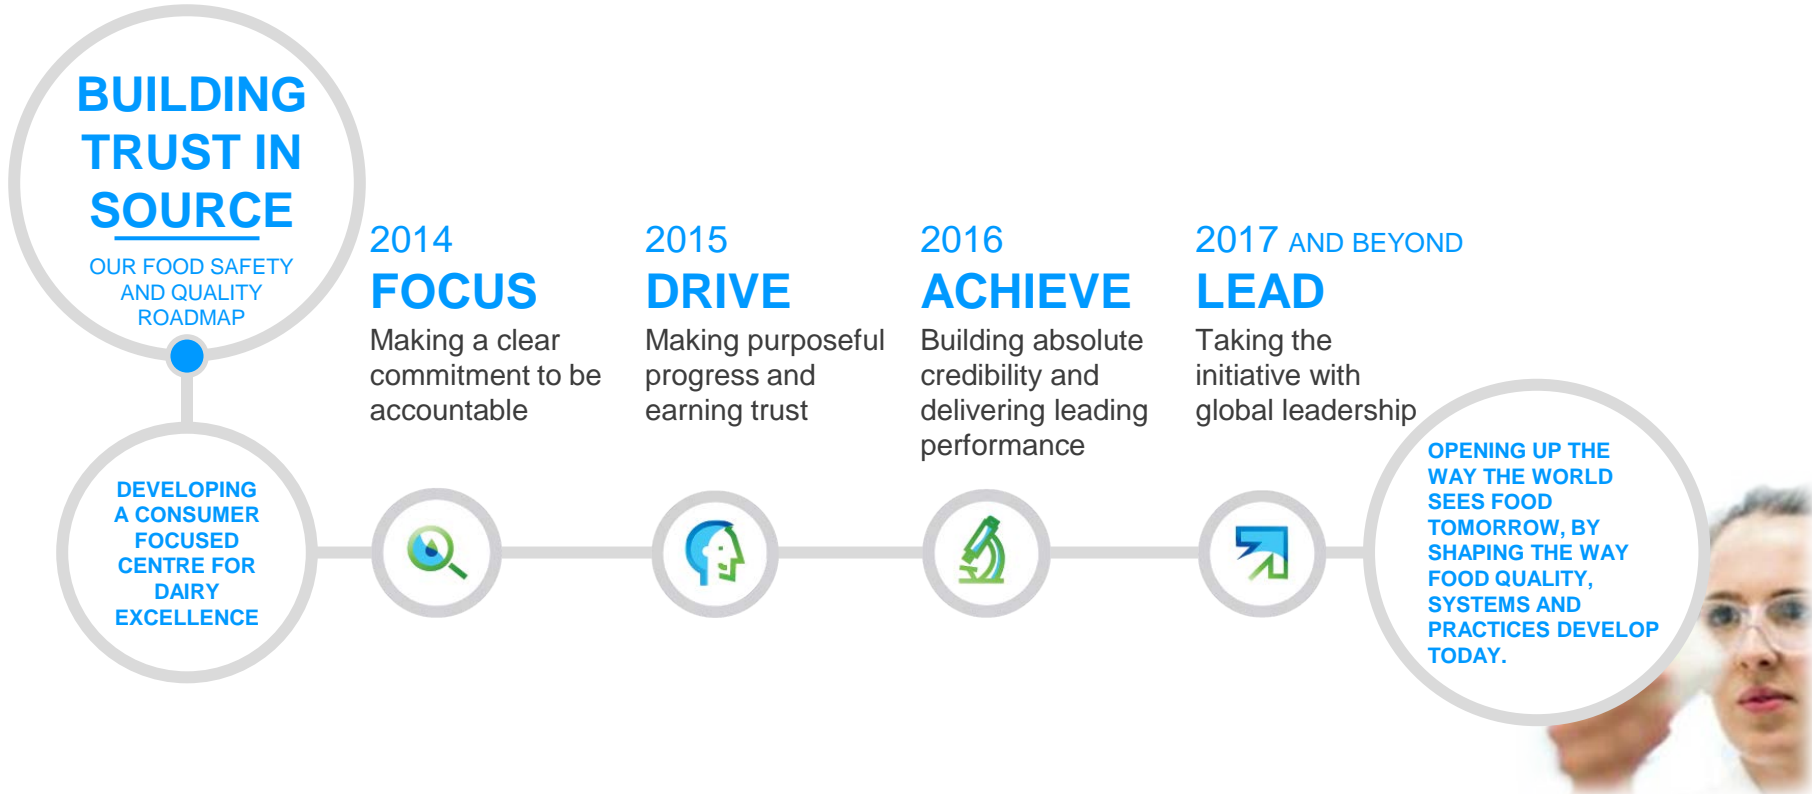 BUILDING
TRUST IN
SOURCE
OUR FOOD SAFETY
AND QUALITY
ROADMAP
DEVELOPING
A CONSUMER
FOCUSED
CENTRE FOR
DAIRY
EXCELLENCE
2014
FOCUS
Making a clear
commitment to be
accountable
2015
DRIVE
Making purposeful
progress and
earning trust
2016
ACHIEVE
Building absolute
credibility and
delivering leading
performance
2017 AND BEYOND
LEAD
Taking the
initiative with
global leadership
OPENING UP THE
WAY THE WORLD
SEES FOOD
TOMORROW, BY
SHAPING THE WAY
FOOD QUALITY,
SYSTEMS AND
PRACTICES DEVELOP
TODAY.